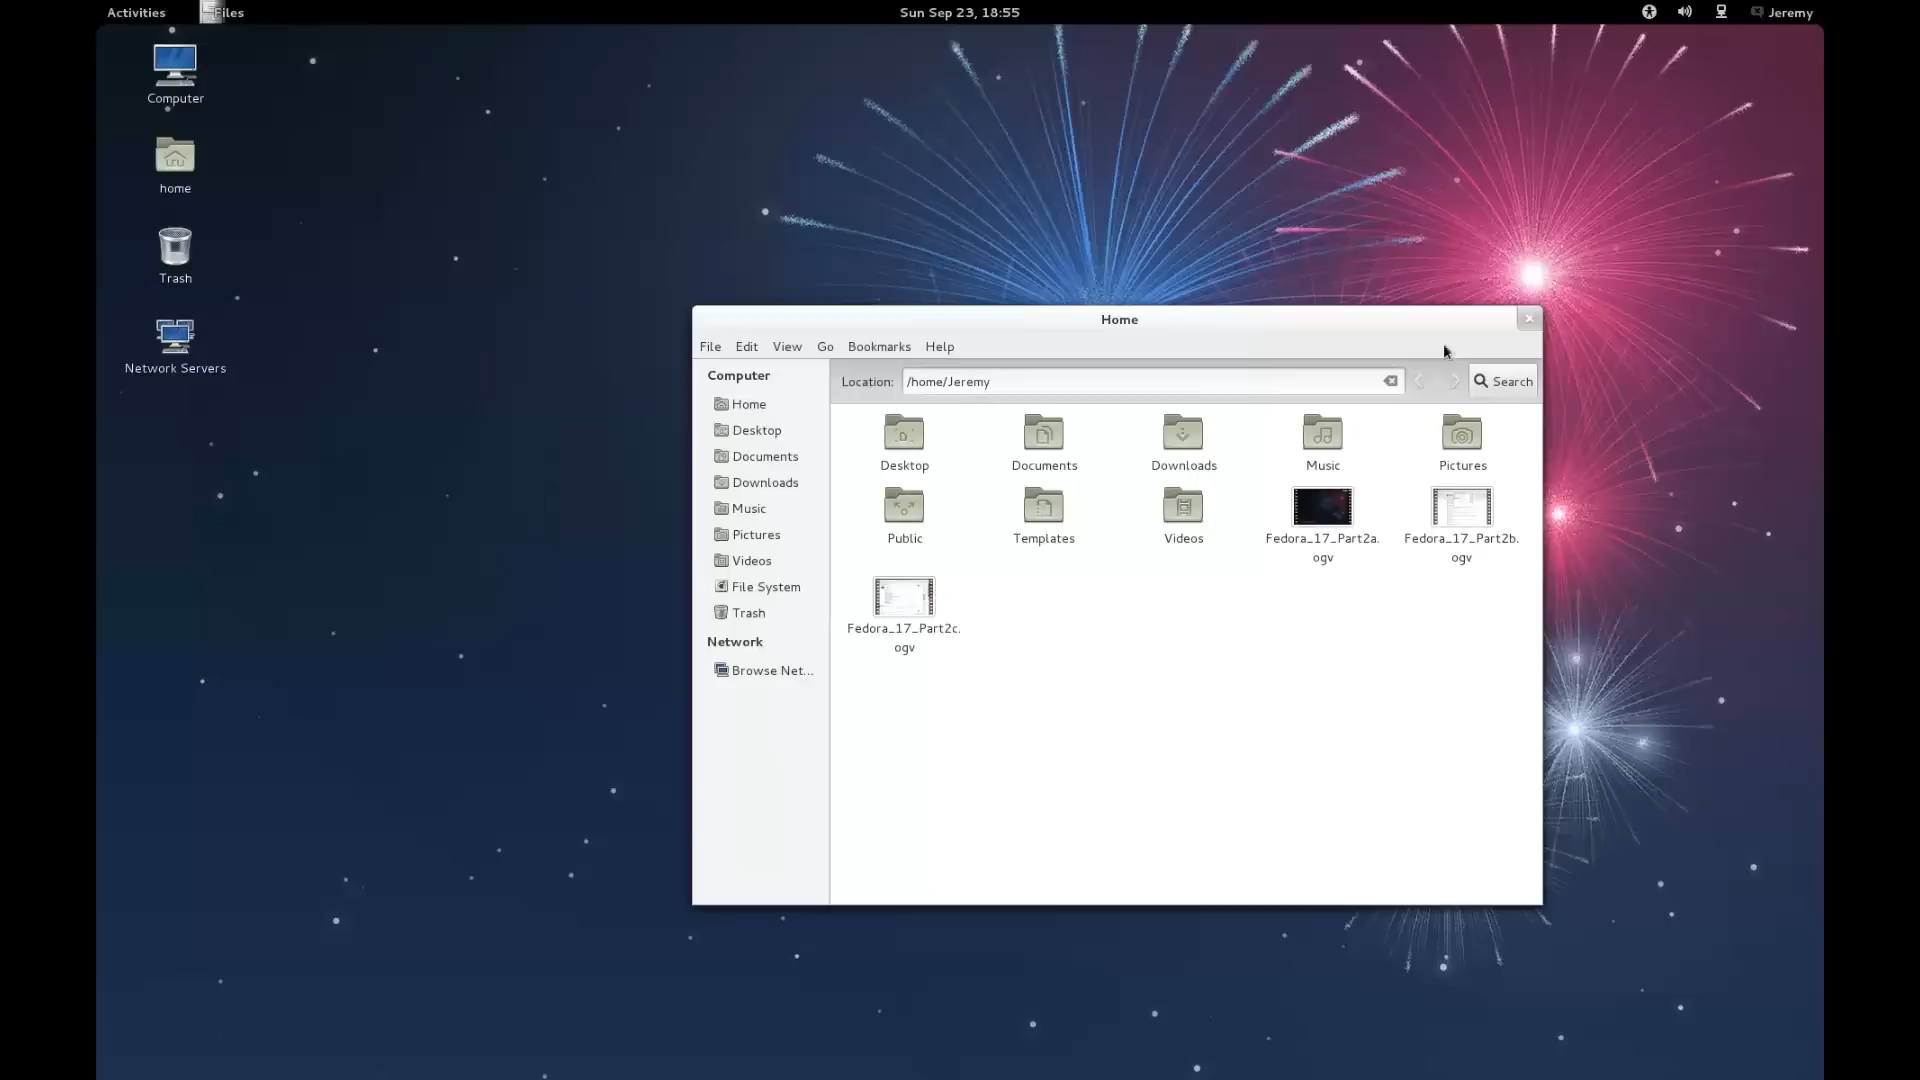 Activities
Files
Sun Sep 23, 18:55
Jeremy
Computer
home
Trash
Network Servers
Home
File Edit View Go Bookmarks Help
Computer
Home
Desktop
Documents
Downloads
Music
Pictures
Videos
File System
Trash
Network
Browse Net...
Location: /home/Jeremy
Search
Desktop
Documents
Downloads
Music
Pictures
Public
Templates
Videos
Fedora_17_Part2a.
ogv
Fedora_17_Part2b.
ogv
Fedora_17_Part2c.
ogv